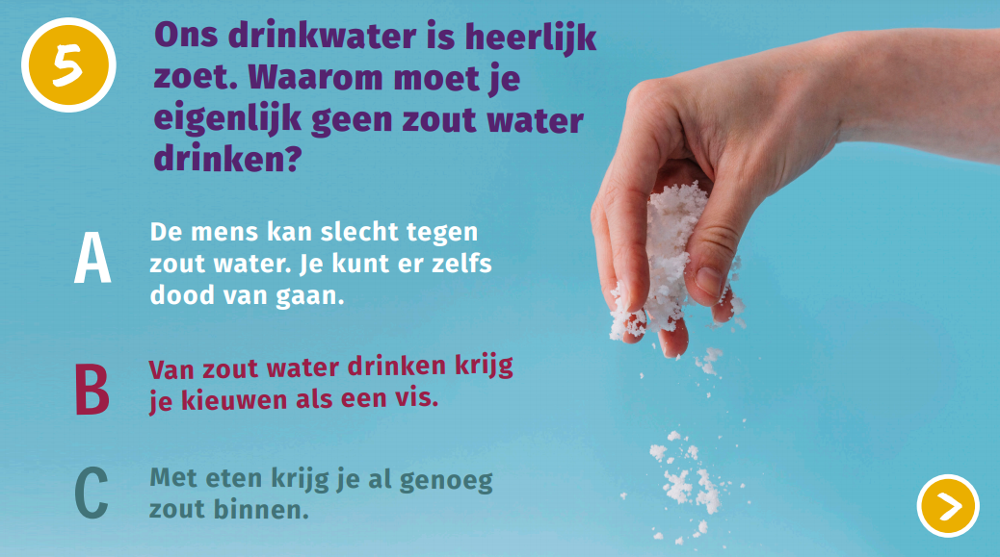 5
Ons drinkwater is heerlijk
zoet. Waarom moet je
eigenlijk geen zout water
drinken?
A
De mens kan slecht tegen
zout water. Je kunt er zelfs
dood van gaan.
B
Van zout water drinken krijg
je kieuwen als een vis.
C
Met eten krijg je al genoeg
zout binnen.
>